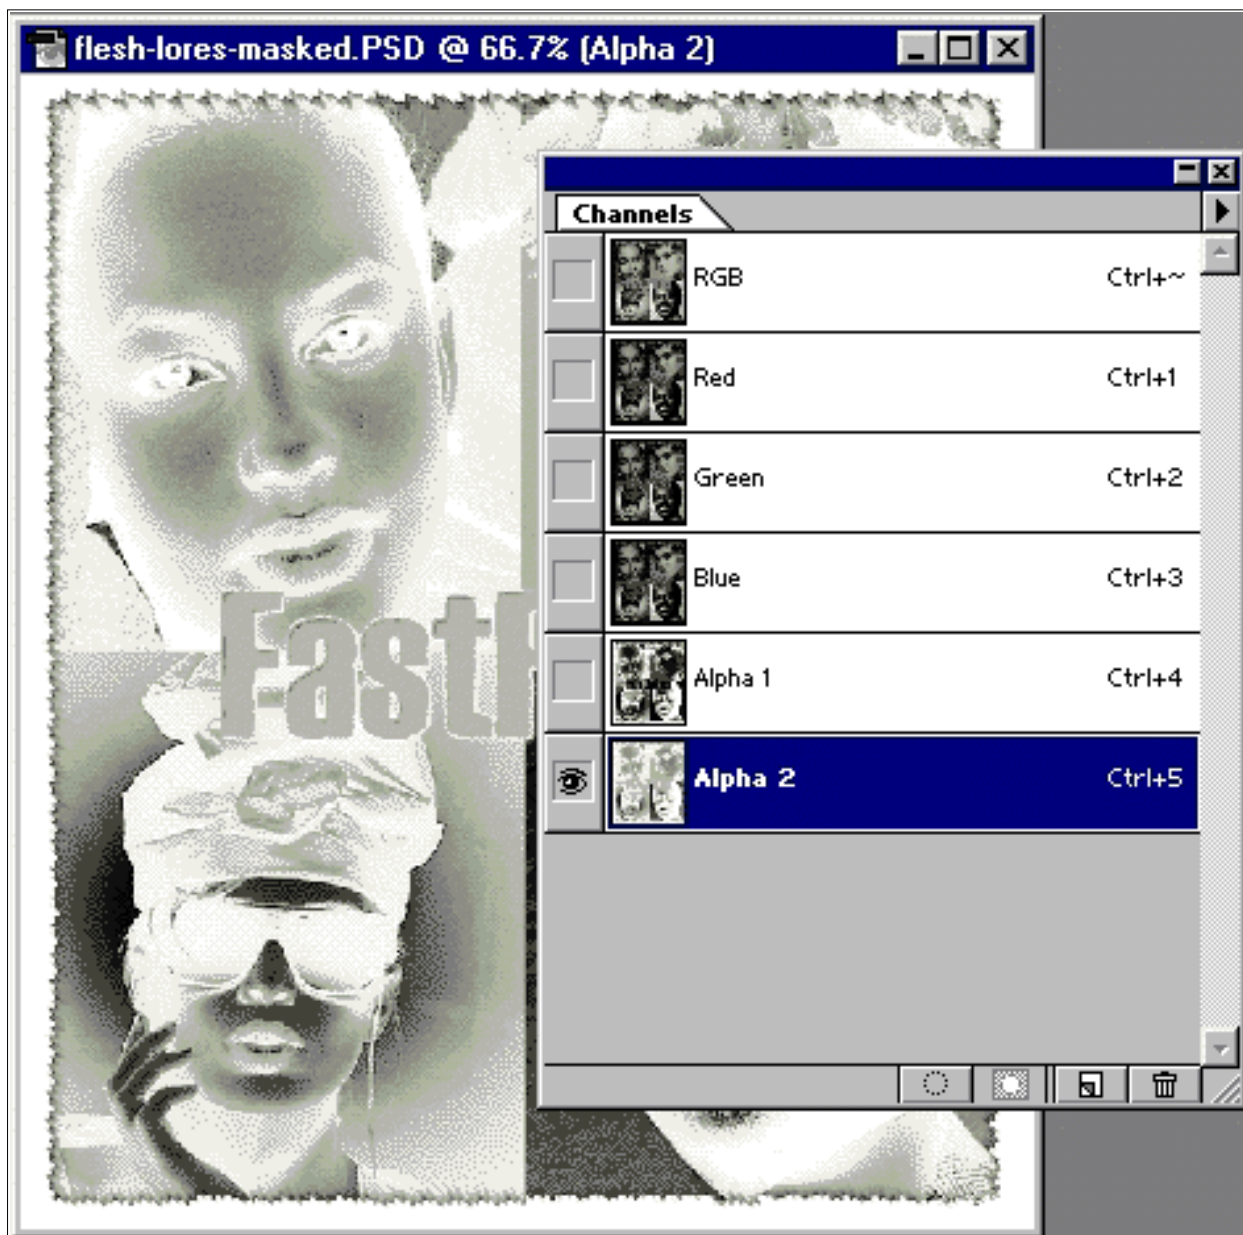 flesh-lores-masked.PSD @ 66.7% (Alpha 2)
Channels
RGB Ctrl+~
Red Ctrl+1
Green Ctrl+2
Blue Ctrl+3
Alpha 1 Ctrl+4
Alpha 2 Ctrl+5